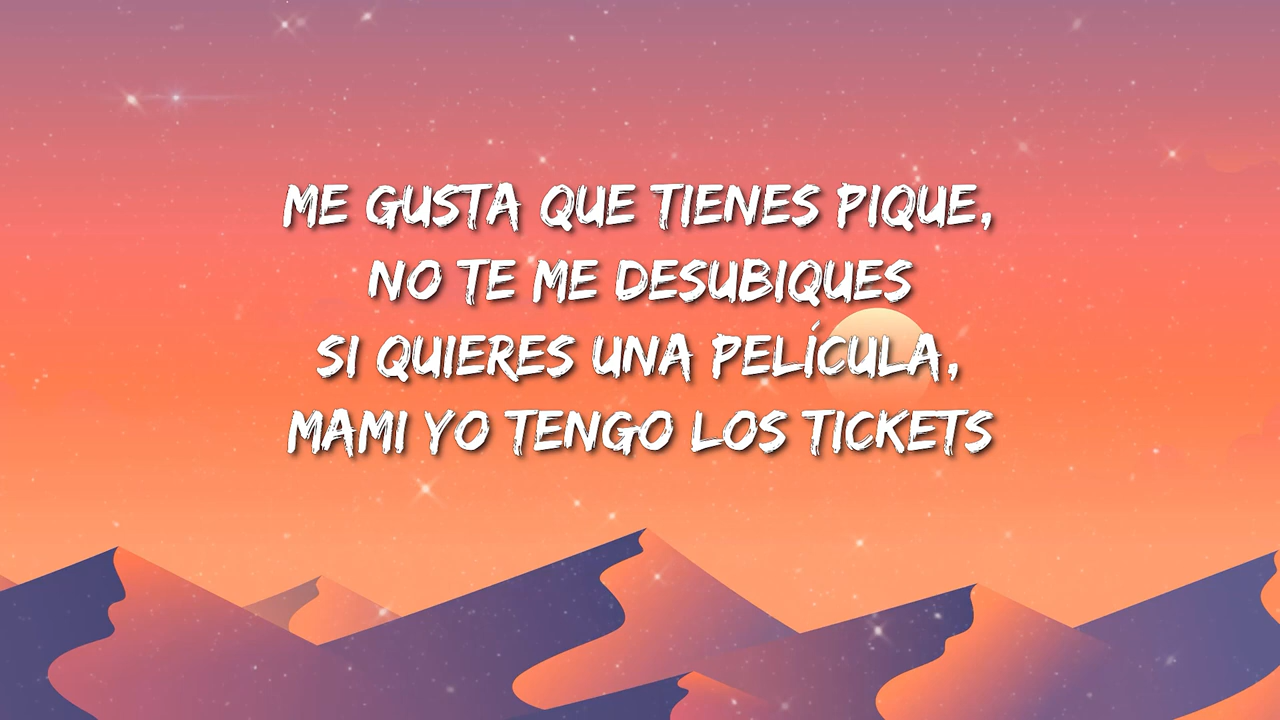 ME GUSTA QUE TIENES PIQUE,
NO TE ME DESUBIQUES
SI QUIERES UNA PELÍCULA,
MAMI YO TENGO LOS TICKETS